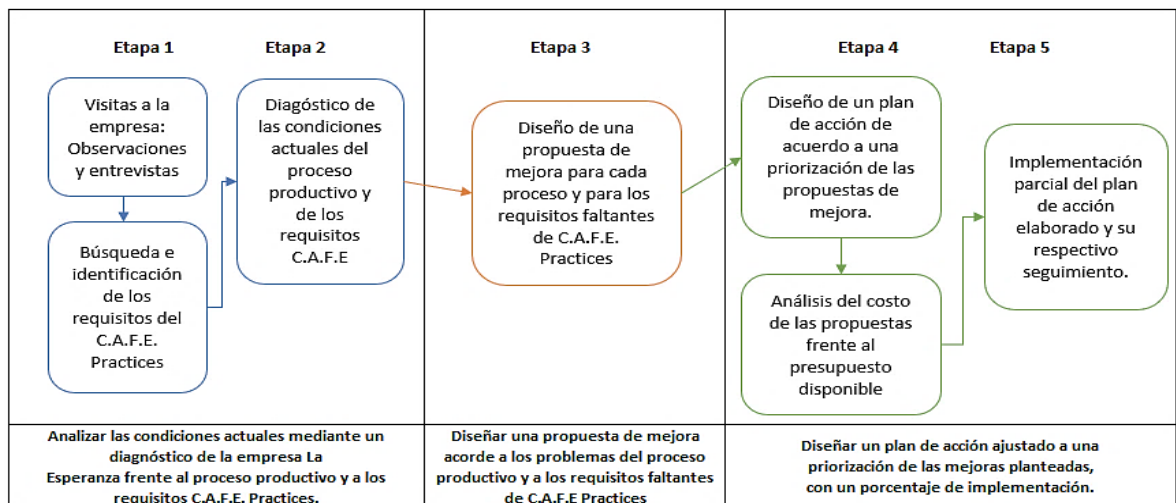 Etapa 1
Etapa 2
Etapa 3
Etapa 4
Etapa 5
Visitas a la
empresa:
Observaciones
y entrevistas
Búsqueda e
identificación
de los
requisitos del
C.A.F.E.
Practices
Diagóstico de
las condiciones
actuales del
proceso
productivo y
de los
requisitos
C.A.F.E
Diseño de una
propuesta de
mejora para cada
proceso y para los
requisitos faltantes
de C.A.F.E.
Practices
Diseño de un plan
de acción de
acuerdo a una
priorización de las
propuestas de
mejora.
Análisis del costo
de las propuestas
frente al
presupuesto
disponible
Implementación
parcial del plan
de acción
elaborado y su
respectivo
seguimiento.
Analizar las condiciones actuales mediante un
diagnóstico de la empresa La
Esperanza frente al proceso productivo y a los
requisitos C.A.F.E. Practices.
Diseñar una propuesta de mejora
acorde a los problemas del proceso
productivo y a los requisitos faltantes
de C.A.F.E Practices
Diseñar un plan de acción ajustado a una
priorización de las mejoras planteadas,
con un porcentaje de implementación.